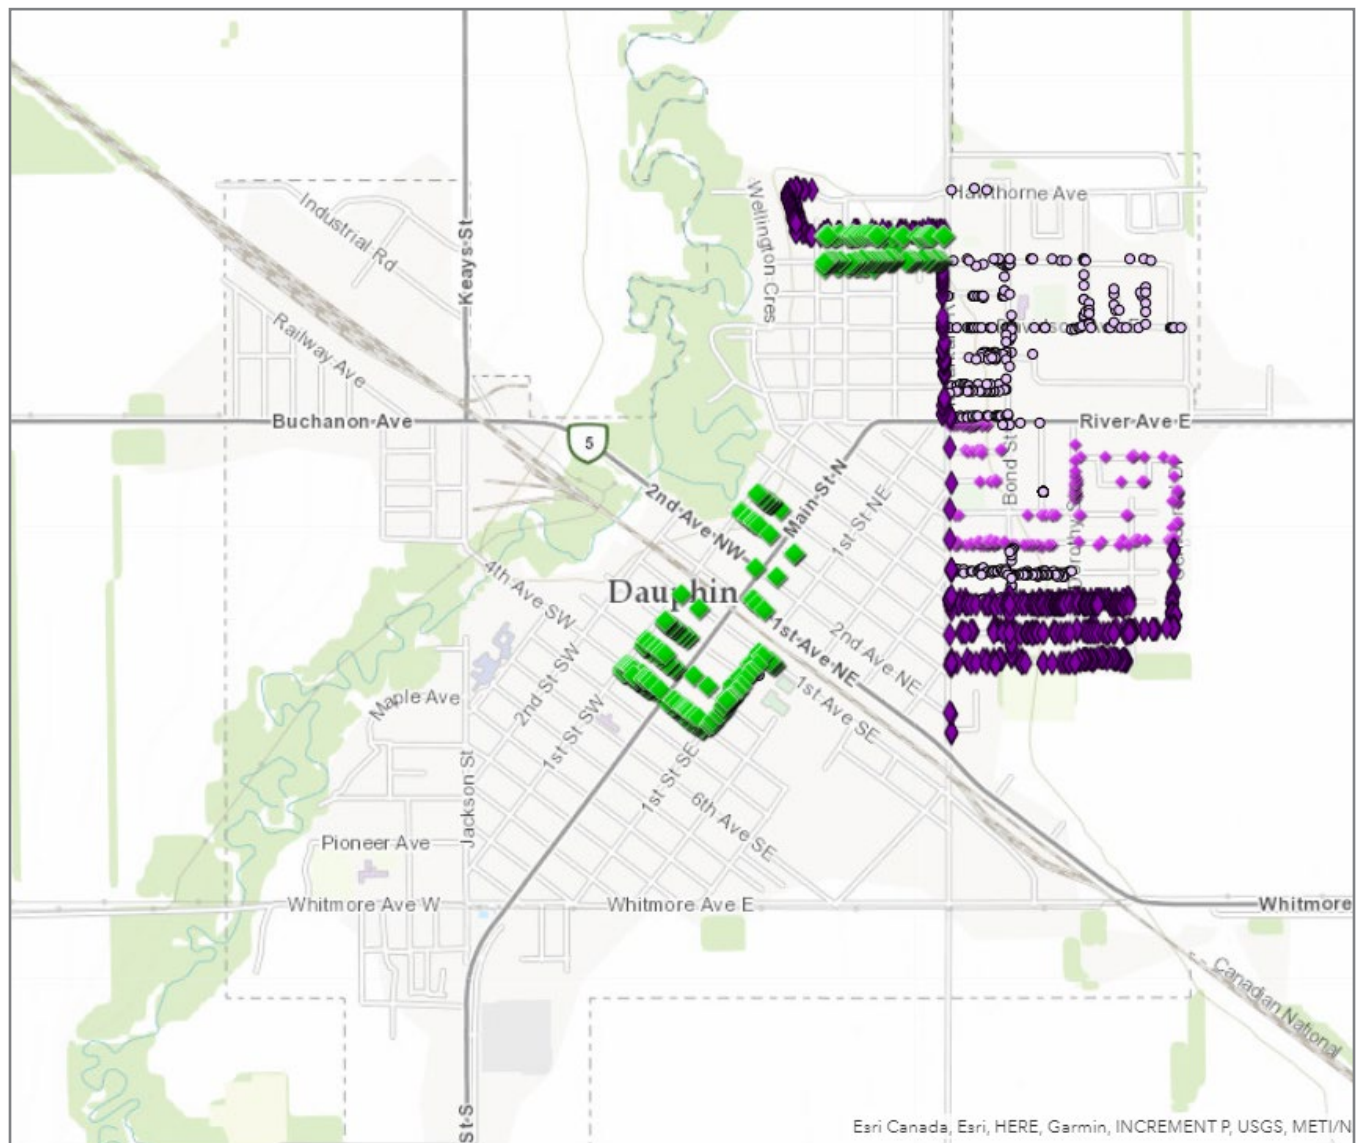 Hawthorne Ave
Wellington Cres
Industrial Rd
Keays-St
Railway Ave
Buchanon-Ave
River-Ave E
5
Bond St
Main-St-N
1st-St-NE
2nd-Ave-NW
Dauphin
4th-Ave SW
1st-Ave-NE
2nd Ave NE
2nd St SW
1st Ave SE
Maple Ave
1st St SW
1st-St SE
Jackson St
6th Ave SE
Pioneer Ave
Whitmore Ave W
Whitmore Ave E
Whitmore
Canadian National
St-S
Esri Canada, Esri, HERE, Garmin, INCREMENT P, USGS, METI/N